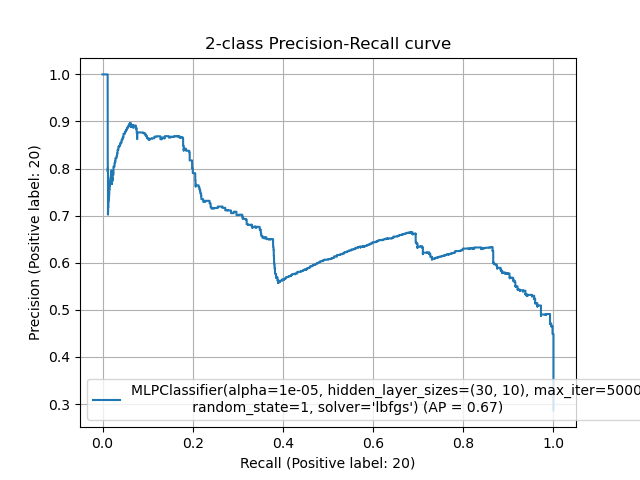 2-class Precision-Recall curve
1.0
0.9
0.8
0.7
0.6
0.5
0.4
0.3
Precision (Positive label: 20)
MLPClassifier(alpha=1e-05, hidden_layer_sizes=(30, 10), max_iter=5000
random_state=1, solver='lbfgs') (AP = 0.67)
0.0 0.2 0.4 0.6 0.8 1.0
Recall (Positive label: 20)